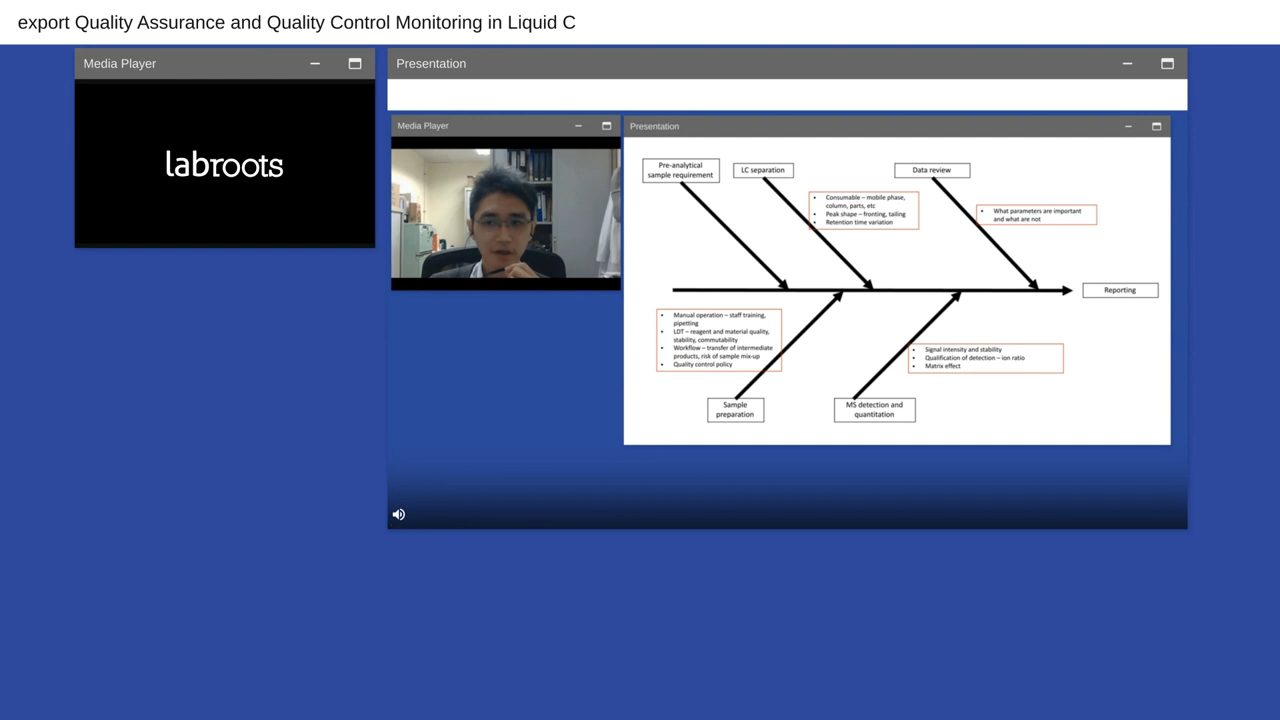 export Quality Assurance and Quality Control Monitoring in Liquid C
Media Player
Presentation
labroots
Media Player
Presentation
Pre-analytical
sample requirement
LC separation
Data review
• Consumable – mobile phase,
column, parts, etc
• Peak shape – fronting, tailing
• Retention time variation
• What parameters are important
and what are not
Reporting
• Manual operation – staff training,
pipetting
• LDT – reagent and material quality,
stability, commutability
• Workflow – transfer of intermediate
products, risk of sample mix-up
• Quality control policy
• Signal intensity and stability
• Qualification of detection – ion ratio
• Matrix effect
Sample
preparation
MS detection and
quantitation